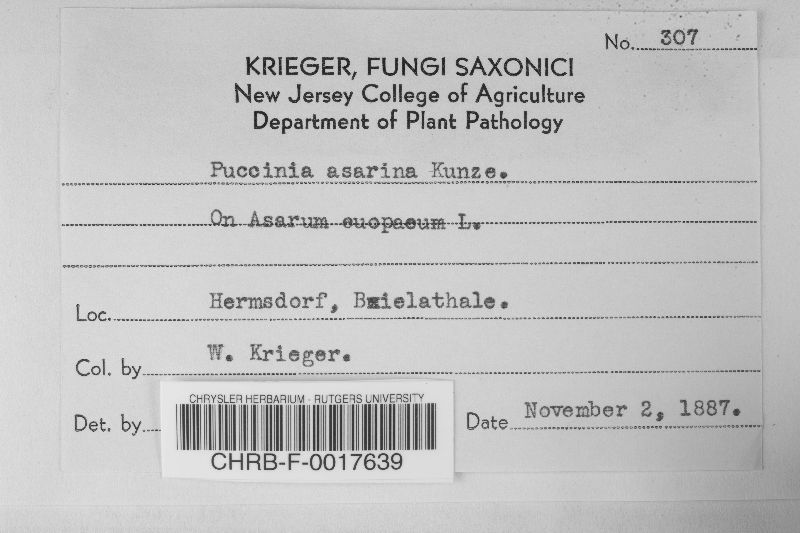 No. 307
KRIEGER, FUNGI SAXONICI
New Jersey College of Agriculture
Department of Plant Pathology
Puccinia asarina Kunze.
On Asarum euopaeum L.
Loc. Hermsdorf,
Col. by W. Krieger.
Det. by
Date November 2, 1887.
CHRYSLER HERBARIUM - RUTGERS UNIVERSITY
CHRB-F-0017639